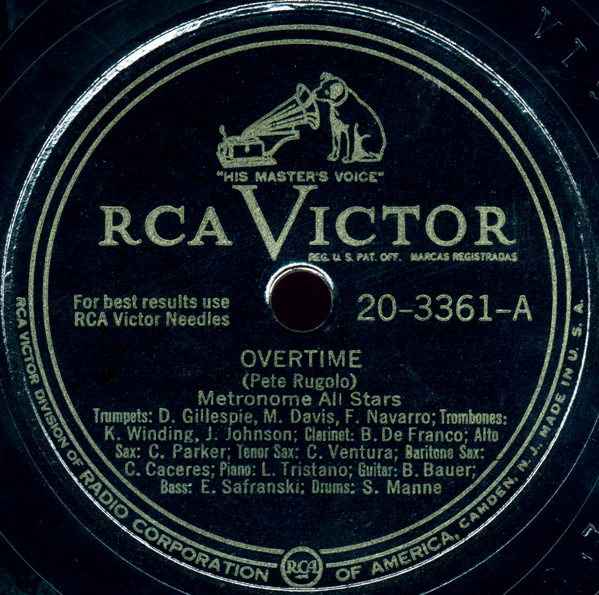 "HIS MASTER'S VOICE"
RCA VICTOR
REG. U. S. PAT. OFF. MARCAS REGISTRADAS
For best results use
RCA Victor Needles
20-3361-A
OVERTIME
(Pete Rugolo)
Metronome All Stars
Trumpets: D. Gillespie, M. Davis, F. Navarro; Trombones:
K. Winding, J. Johnson; Clarinet: B. De Franco; Alto
Sax: C. Parker; Tenor Sax: C. Ventura; Baritone Sax:
C. Caceres; Piano: L. Tristano; Guitar: B. Bauer;
Bass: E. Safranski; Drums: S. Manne
RCA VICTOR DIVISION OF RADIO CORPORATION OF AMERICA, CAMDEN, N. J., MADE IN U. S. A.
RCA